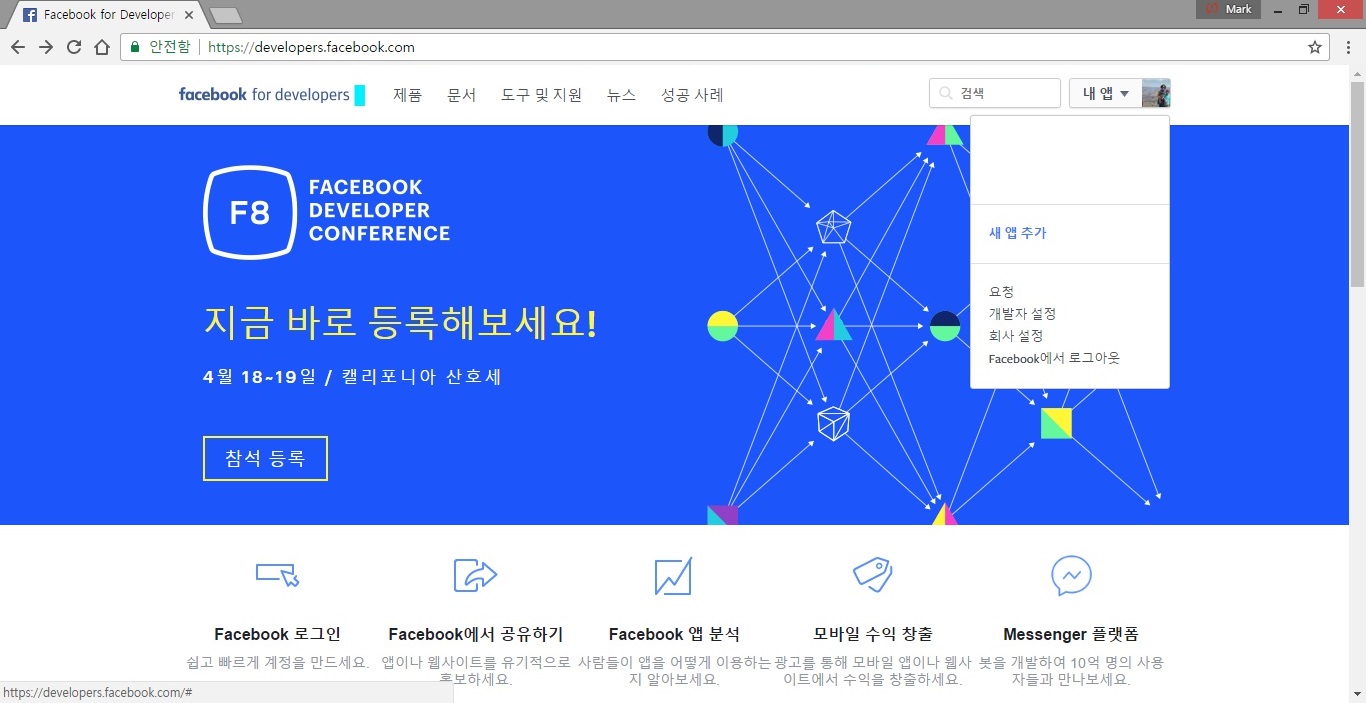 Facebook for Developer
Mark
안전함 https://developers.facebook.com
facebook for developers 제품 문서 도구 및 지원 뉴스 성공 사례 검색 내 앱
F8 FACEBOOK
DEVELOPER
CONFERENCE
지금 바로 등록해보세요!
4월 18~19일 / 캘리포니아 산호세
참석 등록
새 앱 추가
요청
개발자 설정
회사 설정
Facebook에서 로그아웃
Facebook 로그인
쉽고 빠르게 계정을 만드세요.
Facebook에서 공유하기
앱이나 웹사이트를 유기적으로
홍보하세요.
Facebook 앱 분석
사람들이 앱을 어떻게 이용하는
지 알아보세요.
모바일 수익 창출
광고를 통해 모바일 앱이나 웹사
이트에서 수익을 창출하세요.
Messenger 플랫폼
봇을 개발하여 10억 명의 사용
자들과 만나보세요.
https://developers.facebook.com/#